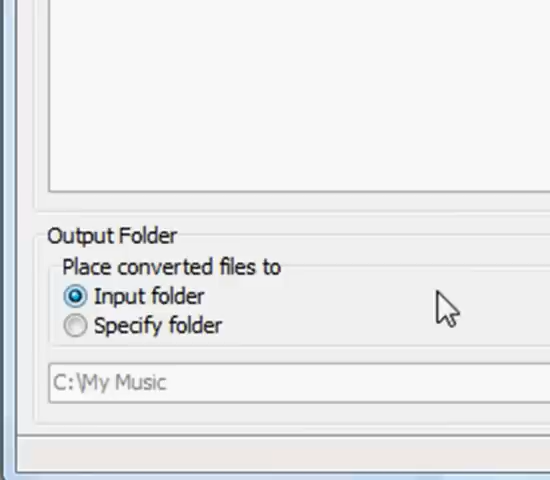 Output Folder
Place converted files to
Input folder
Specify folder
C:\My Music